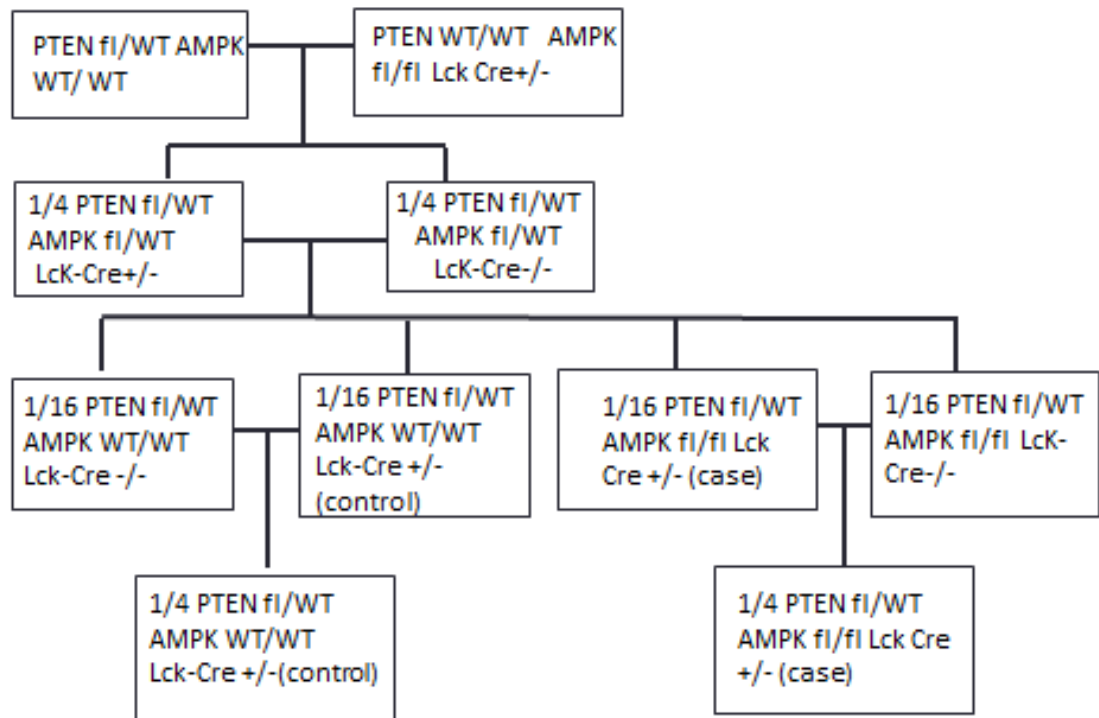 PTEN fl/WT AMPK
WT/ WT
PTEN WT/WT AMPK
fl/fl Lck Cre+/-
1/4 PTEN fl/WT
AMPK fl/WT
LcK-Cre+/-
1/4 PTEN fl/WT
AMPK fl/WT
LcK-Cre-/-
1/16 PTEN fl/WT
AMPK WT/WT
Lck-Cre -/-
1/16 PTEN fl/WT
AMPK WT/WT
Lck-Cre +/-
(control)
1/16 PTEN fl/WT
AMPK fl/fl Lck
Cre +/- (case)
1/16 PTEN fl/WT
AMPK fl/fl LcK-
Cre-/-
1/4 PTEN fl/WT
AMPK WT/WT
Lck-Cre +/-(control)
1/4 PTEN fl/WT
AMPK fl/fl Lck Cre
+/- (case)